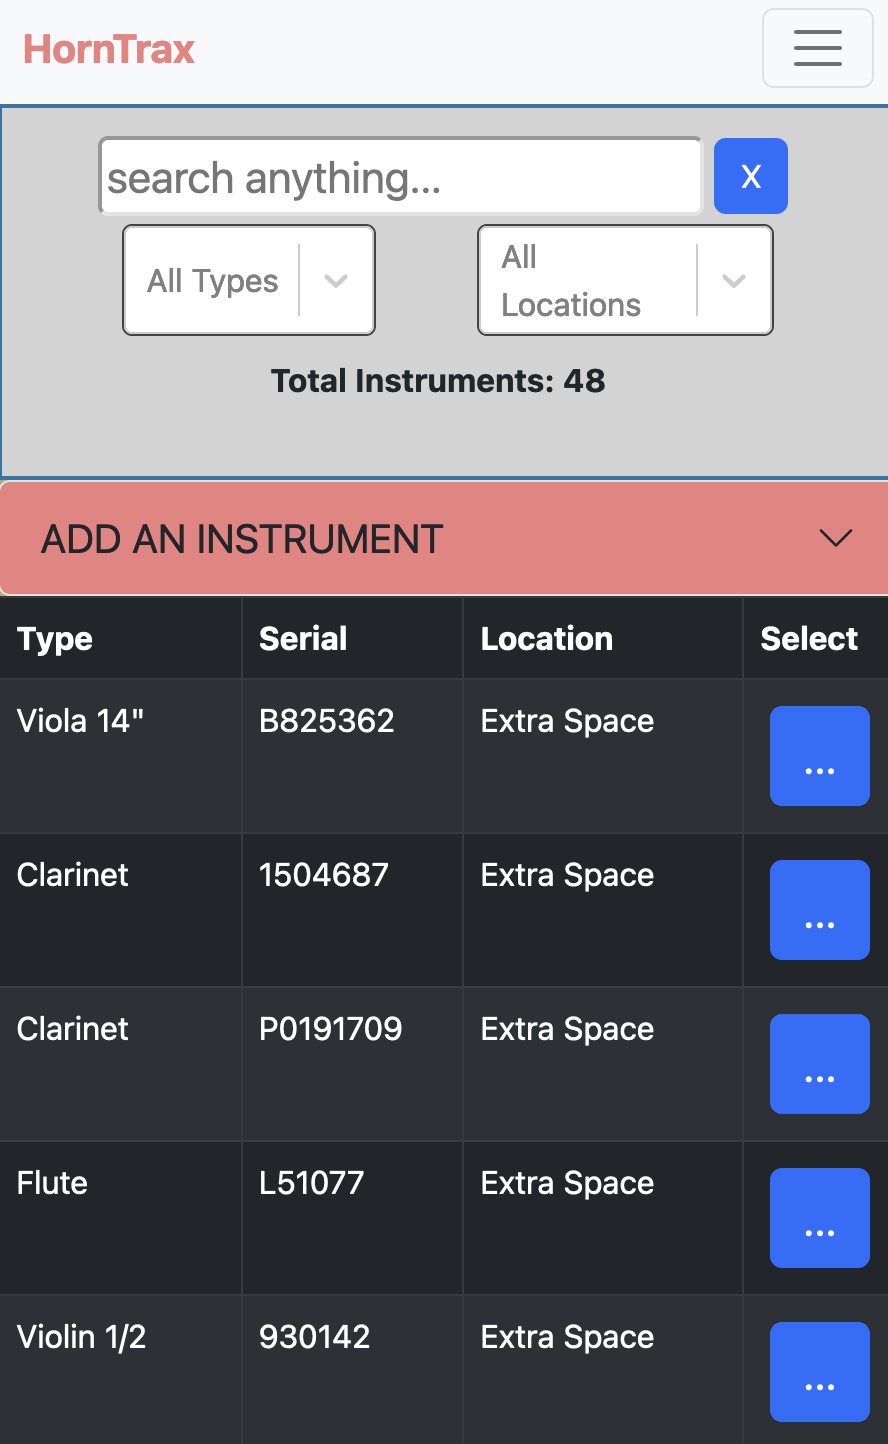 HornTrax
search anything...
X
All Types
All
Locations
Total Instruments: 48
ADD AN INSTRUMENT
Type Serial Location Select
Viola 14" B825362 Extra Space ...
Clarinet 1504687 Extra Space ...
Clarinet P0191709 Extra Space ...
Flute L51077 Extra Space ...
Violin 1/2 930142 Extra Space ...